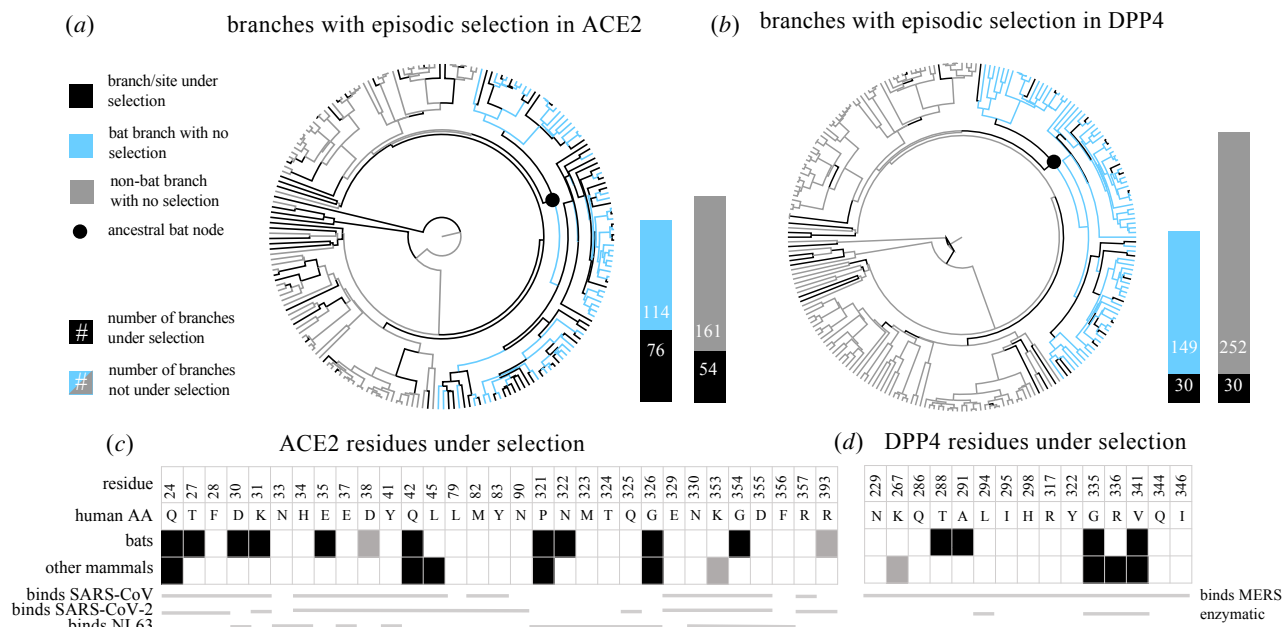 (a) branches with episodic selection in ACE2
(b) branches with episodic selection in DPP4
branch/site under
selection
bat branch with no
selection
non-bat branch
with no selection
ancestral bat node
# number of branches
under selection
# number of branches
not under selection
114
76
161
54
149
30
252
30
(c) ACE2 residues under selection
residue 24 27 28 30 31 33 34 35 37 38 41 42 45 79 82 83 90 321 322 323 324 325 326 329 330 353 354 355 356 357 393
human AA Q T F D K N H E E D Y Q L L M Y N P N M T Q G E N K G D F R R
bats
other mammals
binds SARS-CoV
binds SARS-CoV-2
binds NL63
(d) DPP4 residues under selection
229 267 286 288 291 294 295 298 317 322 335 336 341 344 346
N K Q T A L I H R Y G R V Q I
binds MERS
enzymatic